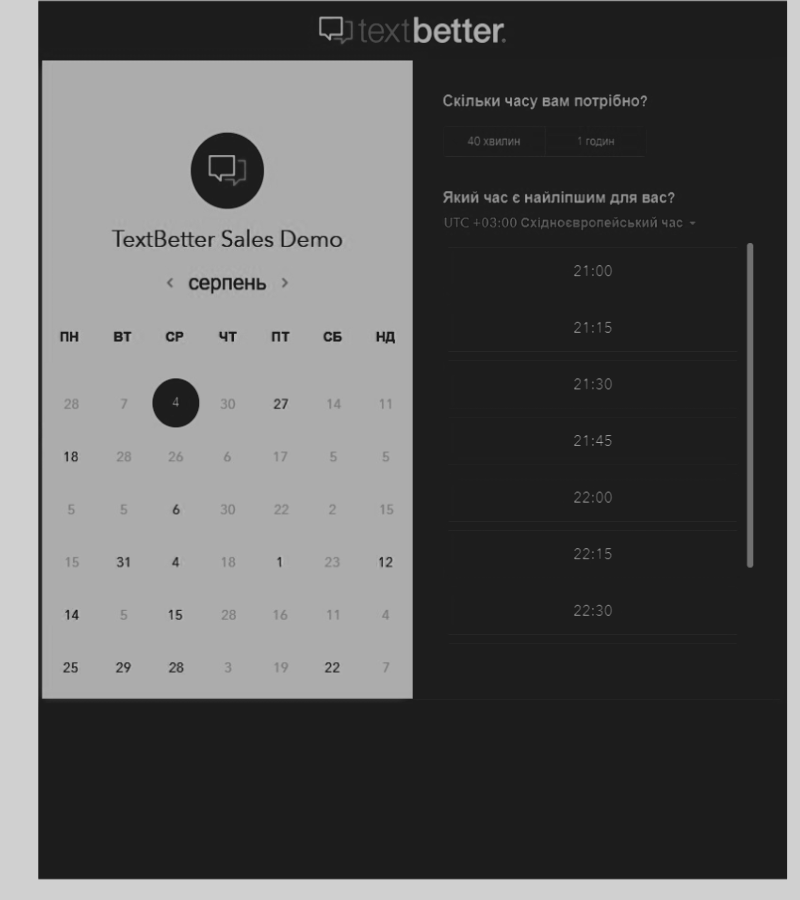 textbetter.
TextBetter Sales Demo
< серпень >
ПН ВТ СР ЧТ ПТ СБ НД
28 7 4 30 27 14 11
18 28 26 6 17 5 5
5 5 6 30 22 2 15
15 31 4 18 1 23 12
14 5 15 28 16 11 4
25 29 28 3 19 22 7
Скільки часу вам потрібно?
40 хвилин 1 годин
Який час є найліпшим для вас?
UTC +03:00 Східноєвропейський час
21:00
21:15
21:30
21:45
22:00
22:15
22:30